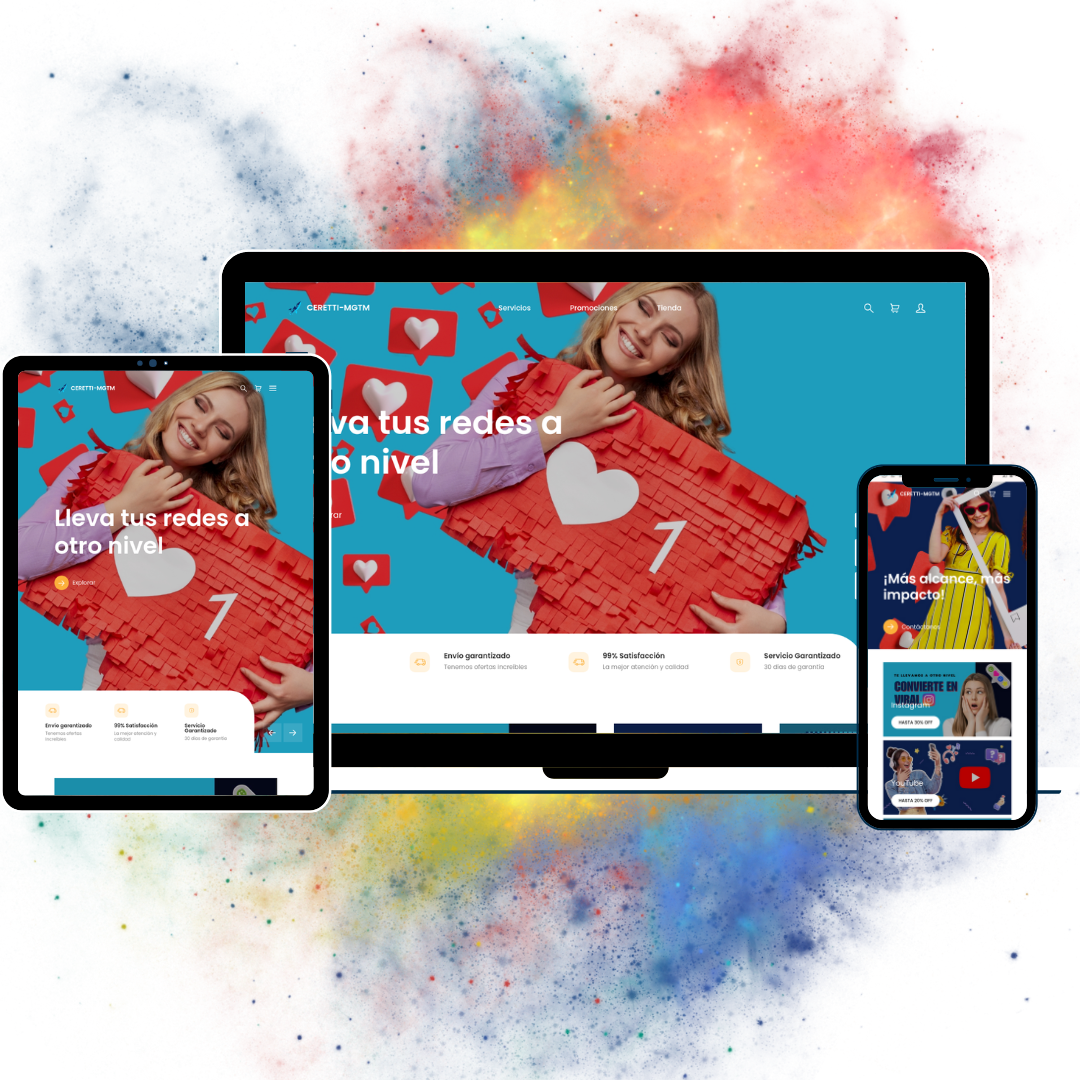 CERETTI-MGTM
Servicios
Promociones
Tienda
va tus redes a
o nivel
rar
1
Envío garantizado
Tenemos ofertas increíbles
99% Satisfacción
La mejor atención y calidad
Servicio Garantizado
30 días de garantía
CERETTI-MGTM
Lleva tus redes a
otro nivel
Explorar
1
Envío garantizado
Tenemos ofertas
increíbles
99% Satisfacción
La mejor atención y
calidad
Servicio
Garantizado
30 días de garantía
CERETTI-MGTM
¡Más alcance, más
impacto!
Contáctanos
TE LLEVAMOS A OTRO NIVEL
CONVIERTE EN
VIRAL
Instagram
HASTA 30% OFF
YouTube
HASTA 20% OFF